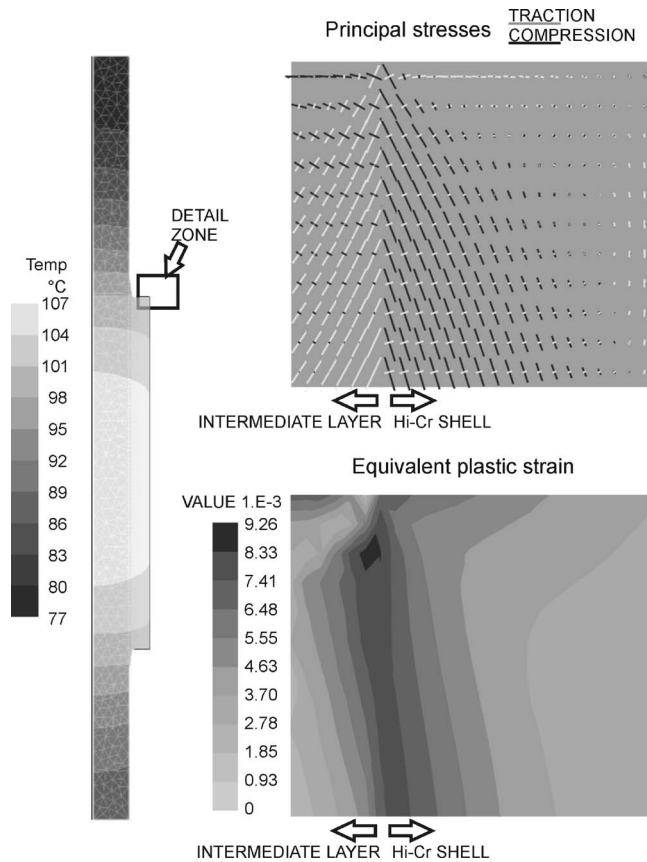 Principal stresses
TRACTION
COMPRESSION
DETAIL
ZONE
Temp
°C
107
104
101
98
95
92
89
86
83
80
77
INTERMEDIATE LAYER
Hi-Cr SHELL
Equivalent plastic strain
VALUE 1.E-3
9.26
8.33
7.41
6.48
5.55
4.63
3.70
2.78
1.85
0.93
0
INTERMEDIATE LAYER
Hi-Cr SHELL